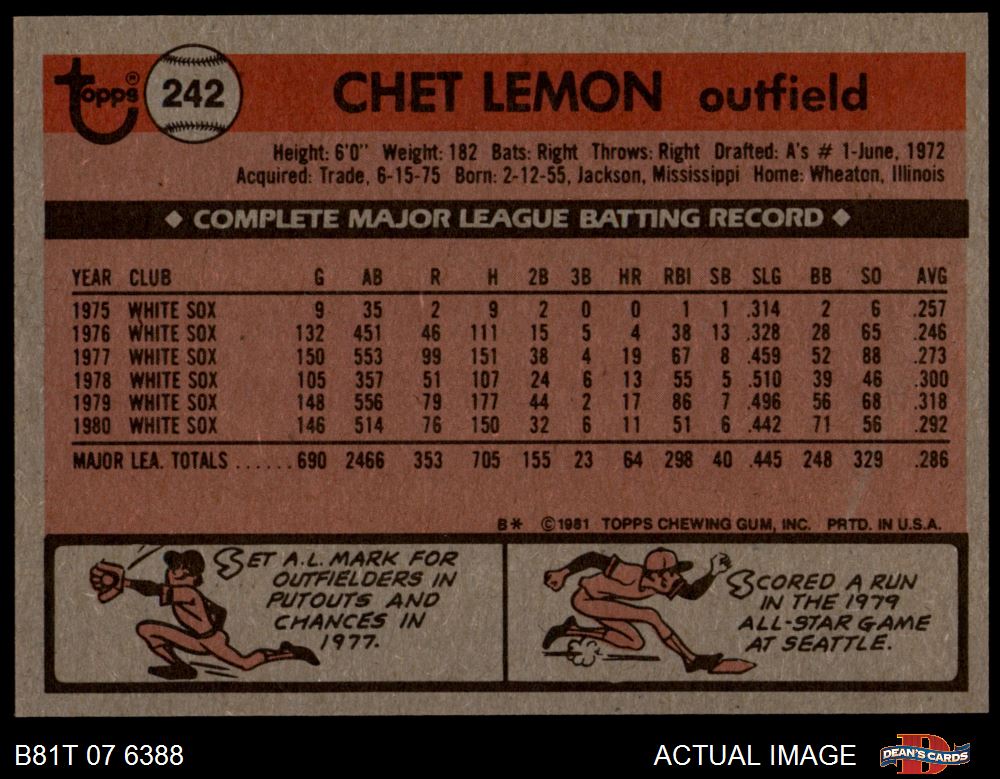 topps® 242 CHET LEMON outfield
Height: 6'0" Weight: 182 Bats: Right Throws: Right Drafted: A's # 1-June, 1972
Acquired: Trade, 6-15-75 Born: 2-12-55, Jackson, Mississippi Home: Wheaton, Illinois
◆ COMPLETE MAJOR LEAGUE BATTING RECORD ◆
YEAR CLUB G AB R H 2B 3B HR RBI SB SLG BB SO AVG
1975 WHITE SOX 9 35 2 9 2 0 0 1 1 .314 2 6 .257
1976 WHITE SOX 132 451 46 111 15 5 4 38 13 .328 28 65 .246
1977 WHITE SOX 150 553 99 151 38 4 19 67 8 .459 52 88 .273
1978 WHITE SOX 105 357 51 107 24 6 13 55 5 .510 39 46 .300
1979 WHITE SOX 148 556 79 177 44 2 17 86 7 .496 56 68 .318
1980 WHITE SOX 146 514 76 150 32 6 11 51 6 .442 71 56 .292
MAJOR LEA. TOTALS ......690 2466 353 705 155 23 64 298 40 .445 248 329 .286
B* ©1981 TOPPS CHEWING GUM, INC. PRTD. IN U.S.A.
SET A.L. MARK FOR
OUTFIELDERS IN
PUTOUTS AND
CHANCES IN
1977.
SCORED A RUN
IN THE 1979
ALL-STAR GAME
AT SEATTLE.
B81T 07 6388 ACTUAL IMAGE DEAN'S CARDS